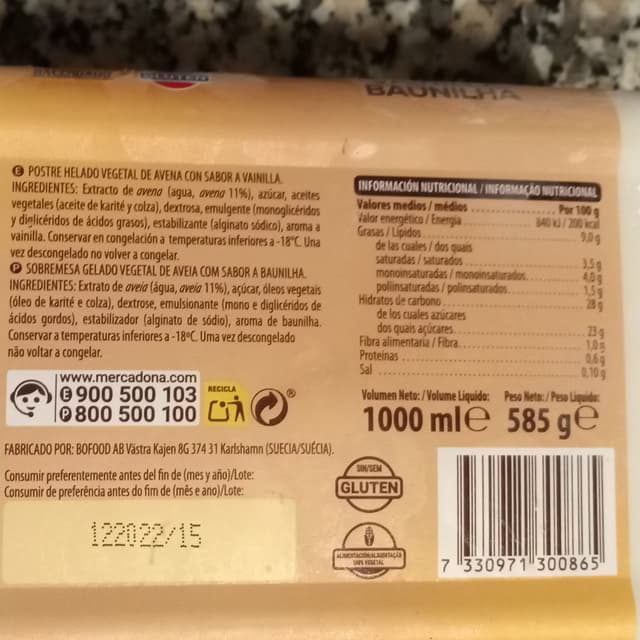 GLUTEN
BAUNILHA
E POSTRE HELADO VEGETAL DE AVENA CON SABOR A VAINILLA.
INGREDIENTES: Extracto de avena (agua, avena 11%), azúcar, aceites
vegetales (aceite de karité y colza), dextrosa, emulgente (monoglicéridos
y diglicéridos de ácidos grasos), estabilizante (alginato sódico), aroma a
vainilla. Conservar en congelación a temperaturas inferiores a -18°C. Una
vez descongelado no volver a congelar.
P SOBREMESA GELADO VEGETAL DE AVEIA COM SABOR A BAUNILHA.
INGREDIENTES: Extrato de aveia (água, aveia 11%), açúcar, óleos vegetais
(óleo de karité e colza), dextrose, emulsionante (mono e diglicéridos de
ácidos gordos), estabilizador (alginato de sódio), aroma de baunilha.
Conservar a temperaturas inferiores a -18ºC. Uma vez descongelado
não voltar a congelar.
www.mercadona.com
E 900 500 103
P 800 500 100
RECICLA
®
FABRICADO POR: BOFOOD AB Västra Kajen 8G 374 31 Karlshamn (SUECIA/SUÉCIA).
Consumir preferentemente antes del fin de (mes y año)/Lote:
Consumir de preferência antes do fim de (mês e ano)/Lote:
122022/15
INFORMACIÓN NUTRICIONAL / INFORMAÇÃO NUTRICIONAL
Valores medios / médios Por 100 g
Valor energético / Energia 840 kJ / 200 kcal
Grasas / Lípidos 9,0 g
de las cuales / dos quais
saturadas / saturados 3,5 g
monoinsaturadas / monoinsaturados 4,0 g
poliinsaturadas / polinsaturados 1,5 g
Hidratos de carbono 28 g
de los cuales azúcares
dos quais açúcares 23 g
Fibra alimentaria / Fibra 1,0 g
Proteínas 0,6 g
Sal 0,10 g
Volumen Neto: / Volume Líquido: Peso Neto: / Peso Líquido:
1000 ml e 585 g e
SIN/SEM
GLUTEN
ALIMENTACIÓN/ALIMENTAÇÃO
100% VEGETAL
7 330971 300865